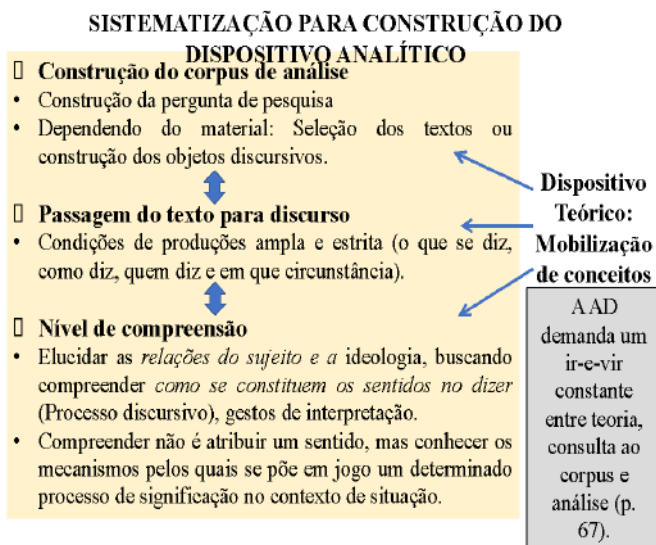 SISTEMATIZAÇÃO PARA CONSTRUÇÃO DO
DISPOSITIVO ANALÍTICO
Construção do corpus de análise
• Construção da pergunta de pesquisa
• Dependendo do material: Seleção dos textos ou
construção dos objetos discursivos.
Passagem do texto para discurso
• Condições de produções ampla e estrita (o que se diz,
como diz, quem diz e em que circunstância).
Nível de compreensão
• Elucidar as relações do sujeito e a ideologia, buscando
compreender como se constituem os sentidos no dizer
(Processo discursivo), gestos de interpretação.
• Compreender não é atribuir um sentido, mas conhecer os
mecanismos pelos quais se põe em jogo um determinado
processo de significação no contexto de situação.
Dispositivo
Teórico:
Mobilização
de conceitos
A AD
demanda um
ir-e-vir
constante
entre teoria,
consulta ao
corpus e
análise (p.
67).